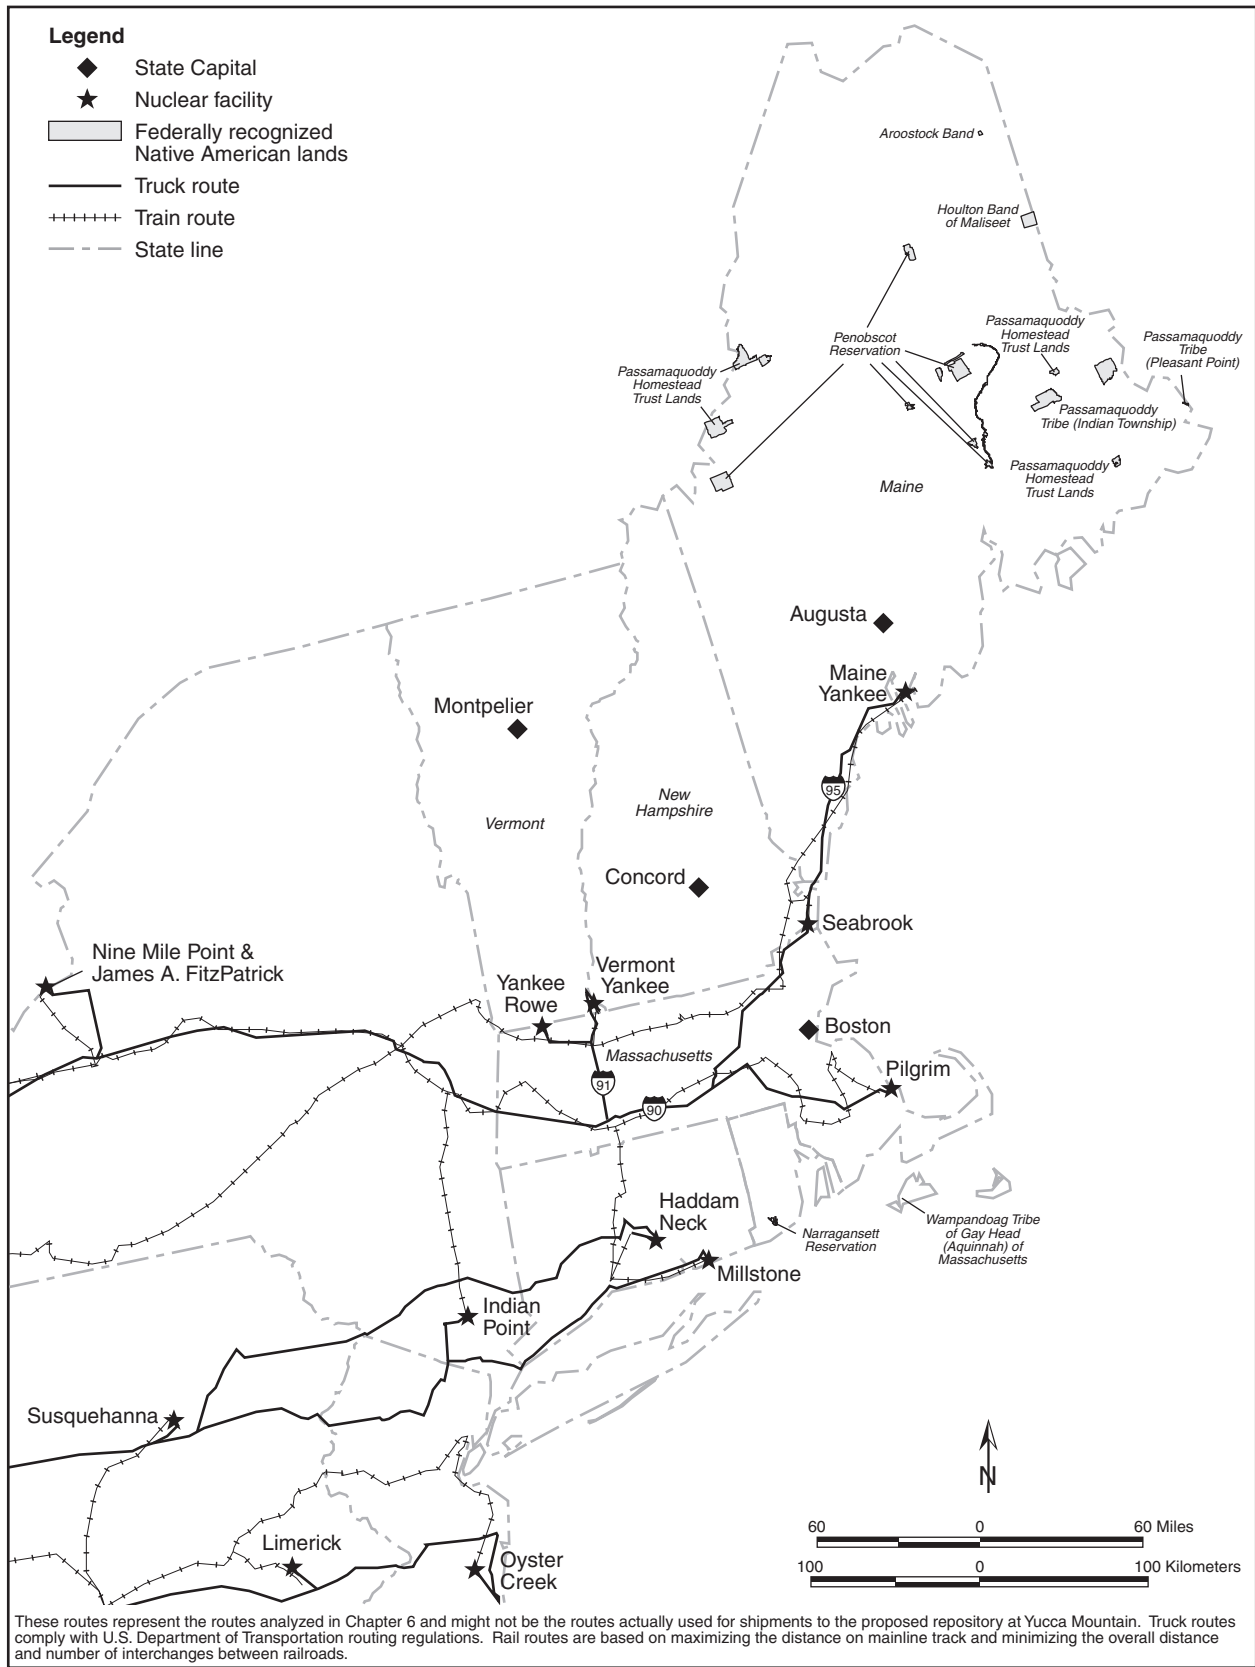 Legend
State Capital
Nuclear facility
Federally recognized
Native American lands
Truck route
Train route
State line
Aroostock Band
Houlton Band
of Maliseet
Penobscot
Reservation
Passamaquoddy
Homestead
Trust Lands
Passamaquoddy
Tribe
(Pleasant Point)
Passamaquoddy
Homestead
Trust Lands
Passamaquoddy
Tribe (Indian Township)
Passamaquoddy
Homestead
Trust Lands
Maine
Augusta
Maine
Yankee
Montpelier
95
New
Hampshire
Vermont
Concord
Seabrook
Nine Mile Point &
James A. FitzPatrick
Yankee
Rowe
Vermont
Yankee
Boston
Massachusetts
Pilgrim
91
90
Haddam
Neck
Narragansett
Reservation
Wampandoag Tribe
of Gay Head
(Aquinnah) of
Massachusetts
Millstone
Indian
Point
Susquehanna
N
60 0 60 Miles
100 0 100 Kilometers
Limerick
Oyster
Creek
These routes represent the routes analyzed in Chapter 6 and might not be the routes actually used for shipments to the proposed repository at Yucca Mountain. Truck routes
comply with U.S. Department of Transportation routing regulations. Rail routes are based on maximizing the distance on mainline track and minimizing the overall distance
and number of interchanges between railroads.